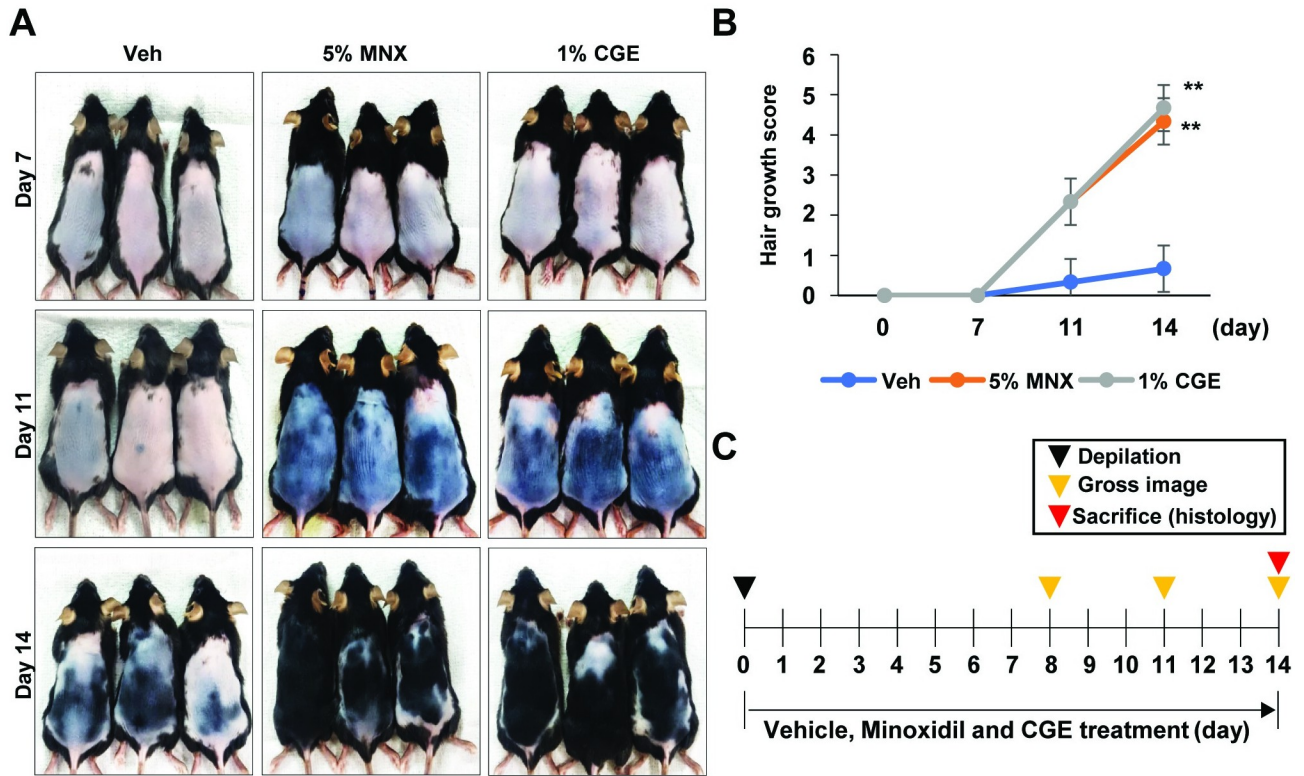 A
Veh
5% MNX
1% CGE
Day 7
Day 11
Day 14
B
Hair growth score
6
5
4
3
2
1
0
**
**
0 7 11 14 (day)
Veh 5% MNX 1% CGE
C
Depilation
Gross image
Sacrifice (histology)
0 1 2 3 4 5 6 7 8 9 10 11 12 13 14
Vehicle, Minoxidil and CGE treatment (day)